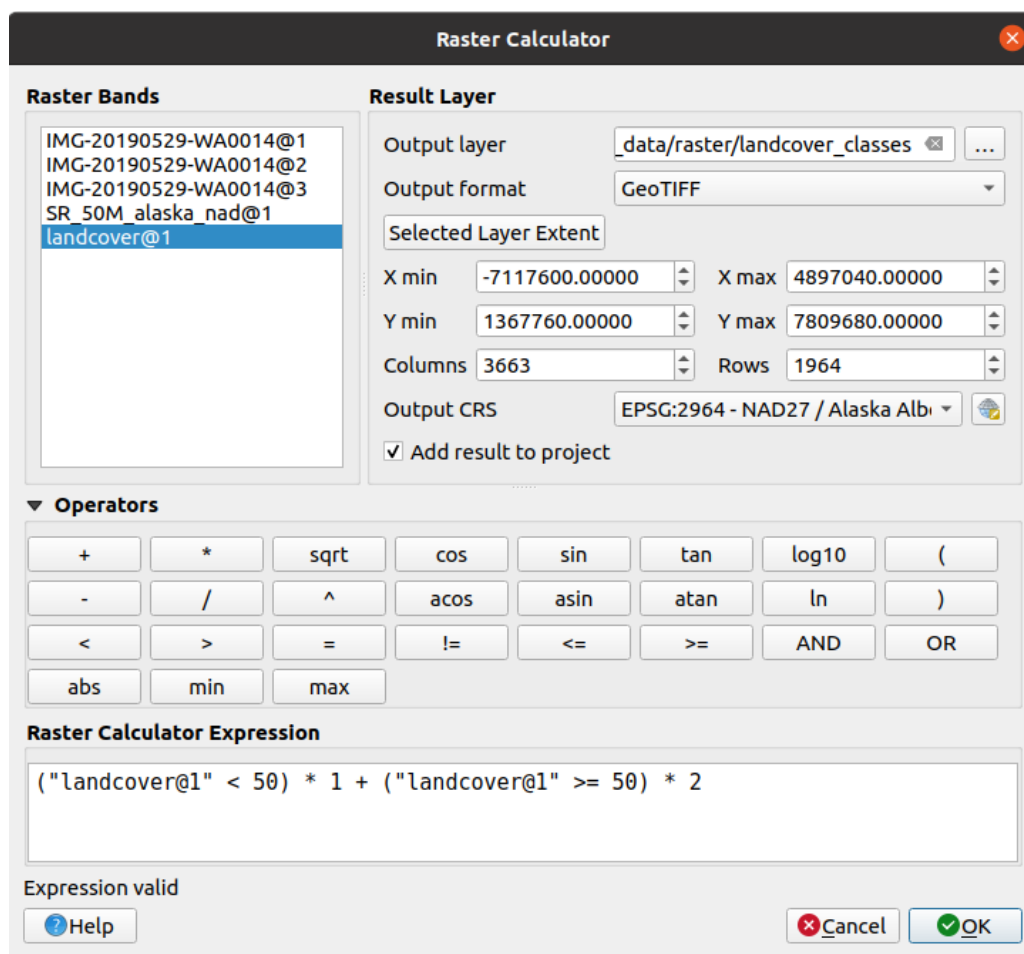 Raster Calculator
Raster Bands
IMG-20190529-WA0014@1
IMG-20190529-WA0014@2
IMG-20190529-WA0014@3
SR_50M_alaska_nad@1
landcover@1
Result Layer
Output layer _data/raster/landcover_classes ...
Output format GeoTIFF
Selected Layer Extent
X min -7117600.00000 X max 4897040.00000
Y min 1367760.00000 Y max 7809680.00000
Columns 3663 Rows 1964
Output CRS EPSG:2964 - NAD27 / Alaska Alb
Add result to project
Operators
+ * sqrt cos sin tan log10 (
- / ^ acos asin atan ln )
< > = != <= >= AND OR
abs min max
Raster Calculator Expression
("landcover@1" < 50) * 1 + ("landcover@1" >= 50) * 2
Expression valid
?Help Cancel OK